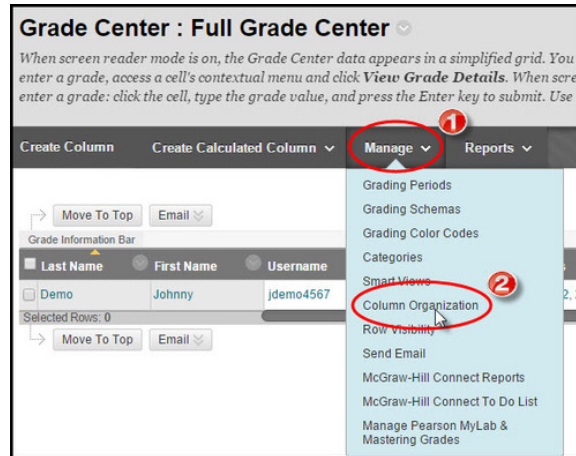 Grade Center : Full Grade Center
When screen reader mode is on, the Grade Center data appears in a simplified grid. You
enter a grade, access a cell's contextual menu and click View Grade Details. When scre
enter a grade: click the cell, type the grade value, and press the Enter key to submit. Use
1
Create Column Create Calculated Column Manage Reports
Grading Periods
Grading Schemas
Move To Top Email
Grading Color Codes
Grade Information Bar
Categories
Last Name First Name Username
Smart Views
2
Demo Johnny jdemo4567
Column Organization
2,
Selected Rows: 0
Row Visibility
Move To Top Email
Send Email
McGraw-Hill Connect Reports
McGraw-Hill Connect To Do List
Manage Pearson MyLab &
Mastering Grades